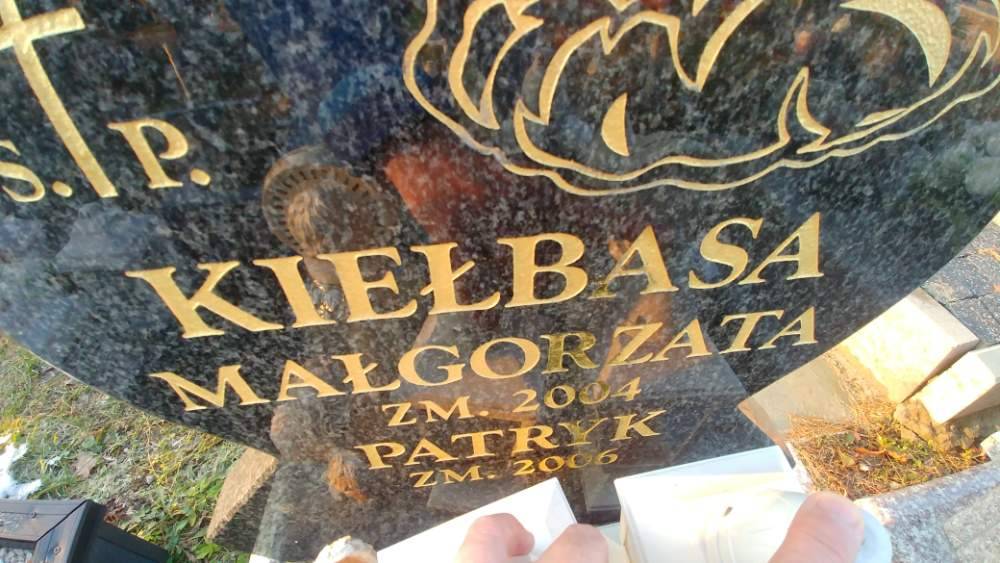 S. P.
KIEŁBASA
MAŁGORZATA
ZM. 2004
PATRYK
ZM. 2006